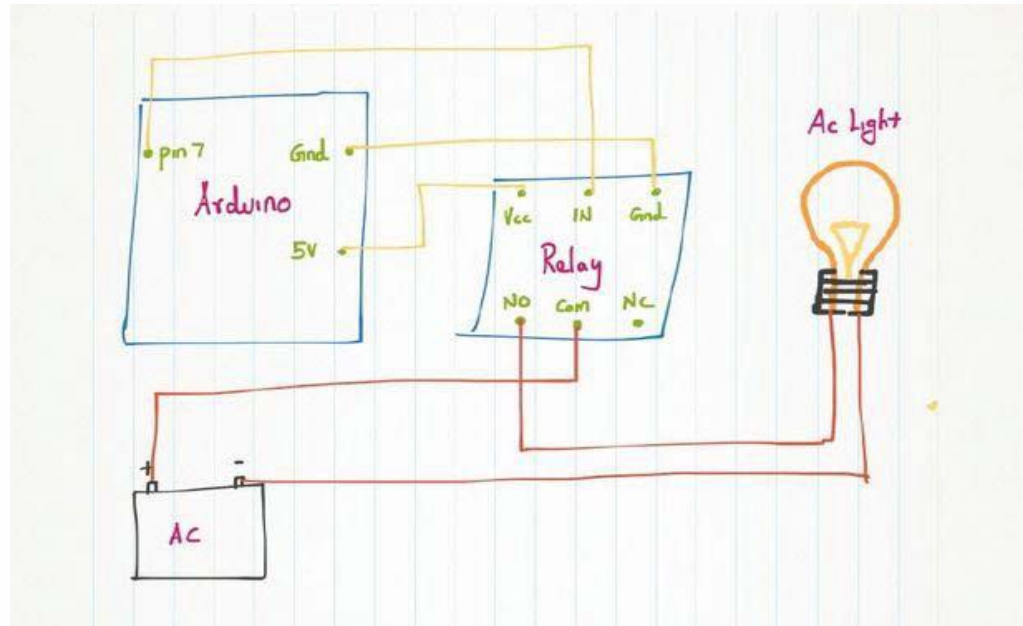 Ac Light
pin 7
Gnd
Arduino
5V
Vcc
IN
Gnd
Relay
NO
Com
NC
+
-
AC